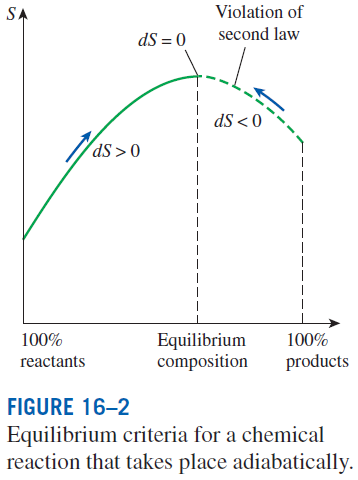 S
Violation of
second law
dS = 0
dS < 0
dS > 0
100%
reactants
Equilibrium
composition
100%
products
FIGURE 16–2
Equilibrium criteria for a chemical
reaction that takes place adiabatically.